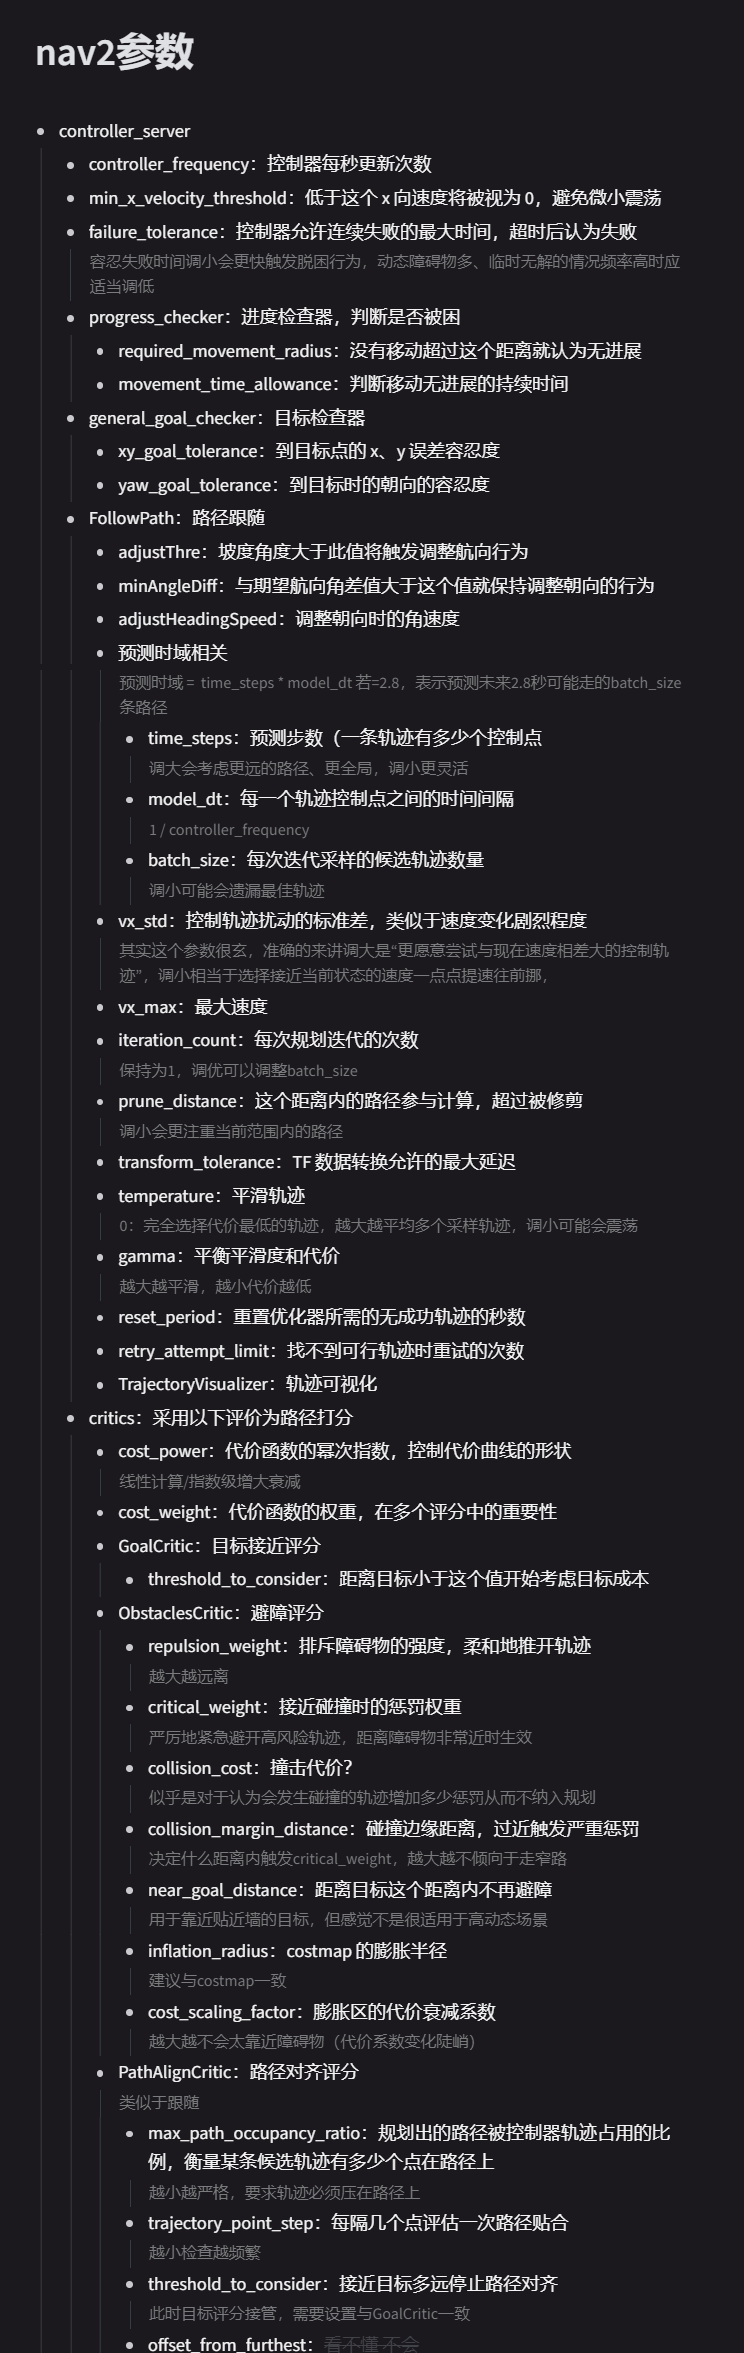 nav2参数
controller_server
controller_frequency：控制器每秒更新次数
min_x_velocity_threshold：低于这个 x 向速度将被视为 0，避免微小震荡
failure_tolerance：控制器允许连续失败的最大时间，超时后认为失败
容忍失败时间调小会更快触发脱困行为，动态障碍物多、临时无解的情况频率高时应
适当调低
progress_checker：进度检查器，判断是否被困
required_movement_radius：没有移动超过这个距离就认为无进展
movement_time_allowance：判断移动无进展的持续时间
general_goal_checker：目标检查器
xy_goal_tolerance：到目标点的 x、y 误差容忍度
yaw_goal_tolerance：到目标时的朝向的容忍度
FollowPath：路径跟随
adjustThre：坡度角度大于此值将触发调整航向行为
minAngleDiff：与期望航向角差值大于这个值就保持调整朝向的行为
adjustHeadingSpeed：调整朝向时的角速度
预测时域相关
预测时域 = time_steps * model_dt 若=2.8，表示预测未来2.8秒可能走的batch_size
条路径
time_steps：预测步数（一条轨迹有多少个控制点
调大会考虑更远的路径、更全局，调小更灵活
model_dt：每一个轨迹控制点之间的时间间隔
1 / controller_frequency
batch_size：每次迭代采样的候选轨迹数量
调小可能会遗漏最佳轨迹
vx_std：控制轨迹扰动的标准差，类似于速度变化剧烈程度
其实这个参数很玄，准确的来讲调大是“更愿意尝试与现在速度相差大的控制轨
迹”，调小相当于选择接近当前状态的速度一点点提速往前挪，
vx_max：最大速度
iteration_count：每次规划迭代的次数
保持为1，调优可以调整batch_size
prune_distance：这个距离内的路径参与计算，超过被修剪
调小会更注重当前范围内的路径
transform_tolerance：TF 数据转换允许的最大延迟
temperature：平滑轨迹
0：完全选择代价最低的轨迹，越大越平均多个采样轨迹，调小可能会震荡
gamma：平衡平滑度和代价
越大越平滑，越小代价越低
reset_period：重置优化器所需的无成功轨迹的秒数
retry_attempt_limit：找不到可行轨迹时重试的次数
TrajectoryVisualizer：轨迹可视化
critics：采用以下评价为路径打分
cost_power：代价函数的幂次指数，控制代价曲线的形状
线性计算/指数级增大衰减
cost_weight：代价函数的权重，在多个评分中的重要性
GoalCritic：目标接近评分
threshold_to_consider：距离目标小于这个值开始考虑目标成本
ObstaclesCritic：避障评分
repulsion_weight：排斥障碍物的强度，柔和地推开轨迹
越大越远离
critical_weight：接近碰撞时的惩罚权重
严厉地紧急避开高风险轨迹，距离障碍物非常近时生效
collision_cost：撞击代价？
似乎是对于认为会发生碰撞的轨迹增加多少惩罚从而不纳入规划
collision_margin_distance：碰撞边缘距离，过近触发严重惩罚
决定什么距离内触发critical_weight，越大越不倾向于走窄路
near_goal_distance：距离目标这个距离内不再避障
用于靠近贴近墙的目标，但感觉不是很适用于高动态场景
inflation_radius：costmap 的膨胀半径
建议与costmap一致
cost_scaling_factor：膨胀区的代价衰减系数
越大越不会太靠近障碍物（代价系数变化陡峭）
PathAlignCritic：路径对齐评分
类似于跟随
max_path_occupancy_ratio：规划出的路径被控制器轨迹占用的比
例，衡量某条候选轨迹有多少个点在路径上
越小越严格，要求轨迹必须压在路径上
trajectory_point_step：每隔几个点评估一次路径贴合
越小检查越频繁
threshold_to_consider：接近目标多远停止路径对齐
此时目标评分接管，需要设置与GoalCritic一致
offset_from_furthest：看不懂 不会